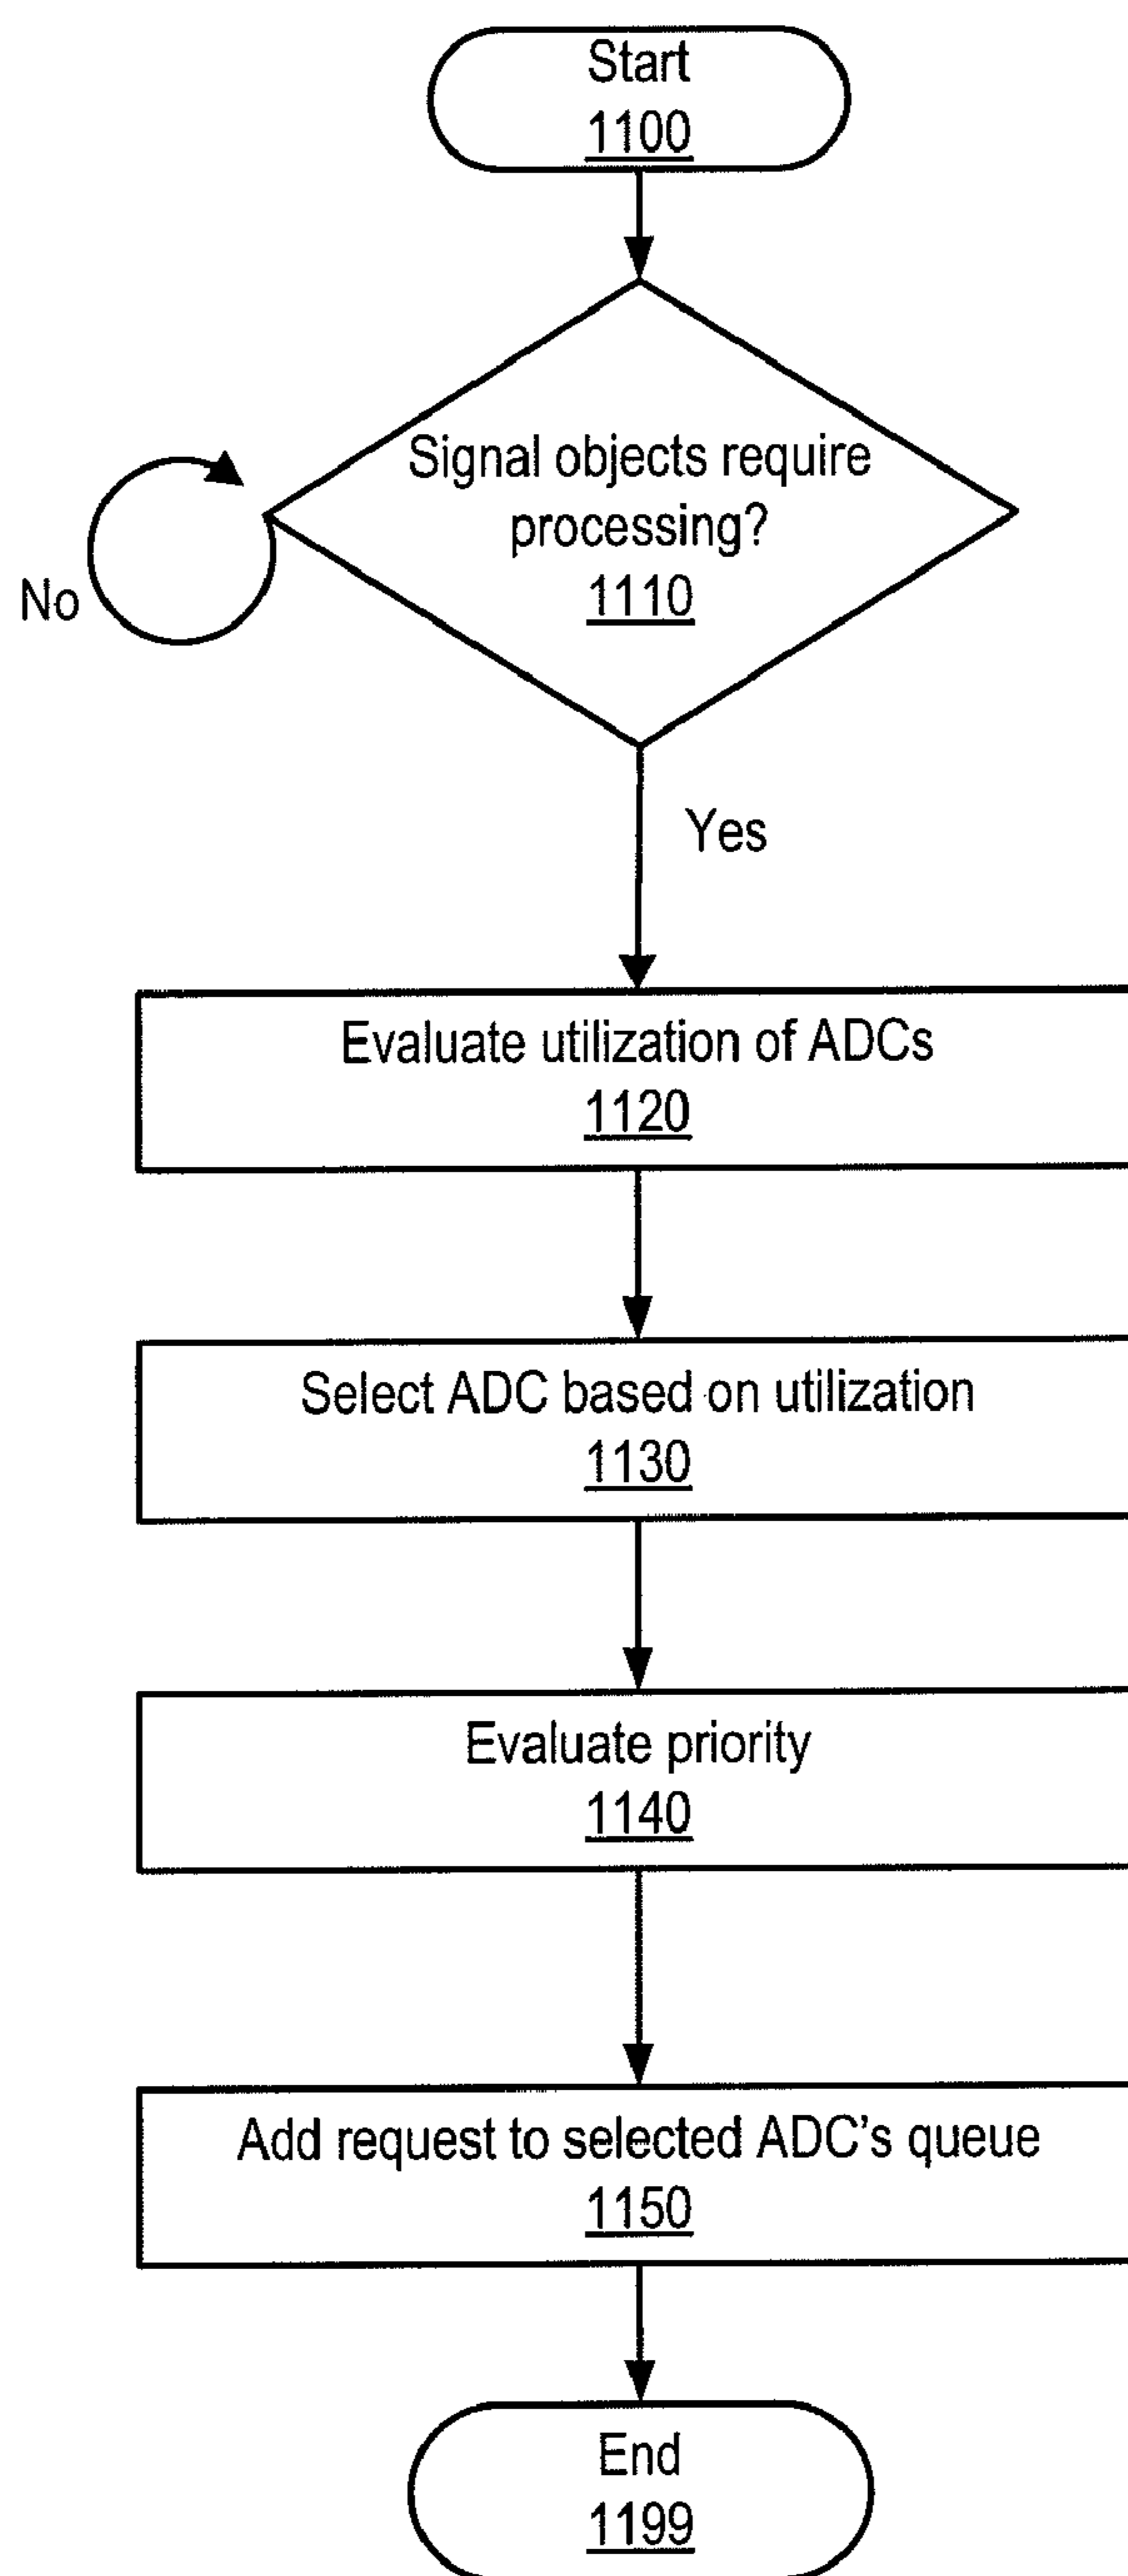 Start
1100
Signal objects require
processing?
1110
No
Yes
Evaluate utilization of ADCs
1120
Select ADC based on utilization
1130
Evaluate priority
1140
Add request to selected ADC's queue
1150
End
1199